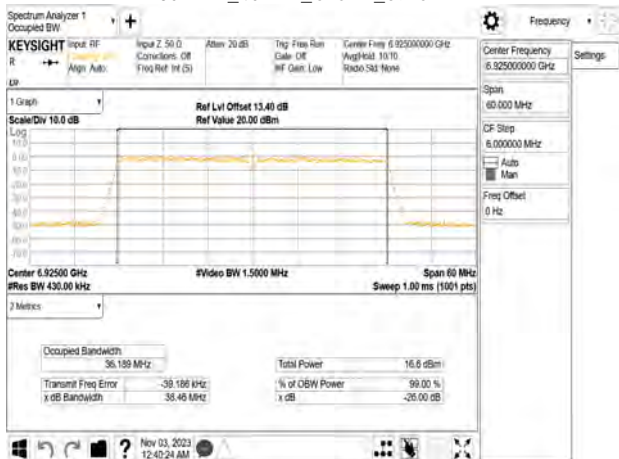 Spectrum Analyzer 1
Occupied BW
+
Frequency
KEYSIGHT Input: RF
R
Align: Auto
Input Z: 50 Ω
Corrections: Off
Freq Ref: Int (S)
Atten: 20 dB
Trig: Free Run
Gate: Off
#IF Gain: Low
Center Freq: 6.925000000 GHz
Avg|Hold: 10/10
Radio Std: None
Center Frequency
6.925000000 GHz
Settings
Span
60.000 MHz
CF Step
6.000000 MHz
Auto
Man
Freq Offset
0 Hz
1 Graph
Scale/Div 10.0 dB
Ref Lvl Offset 13.40 dB
Ref Value 20.00 dBm
Log
10.0
0.00
Center 6.92500 GHz
#Res BW 430.00 kHz
#Video BW 1.5000 MHz
Span 60 MHz
Sweep 1.00 ms (1001 pts)
2 Metrics
Occupied Bandwidth
36.189 MHz
Total Power 16.6 dBm
Transmit Freq Error -39.186 kHz
% of OBW Power 99.00 %
x dB Bandwidth 38.46 MHz
x dB -26.00 dB
?
Nov 03, 2023
12:40:24 AM